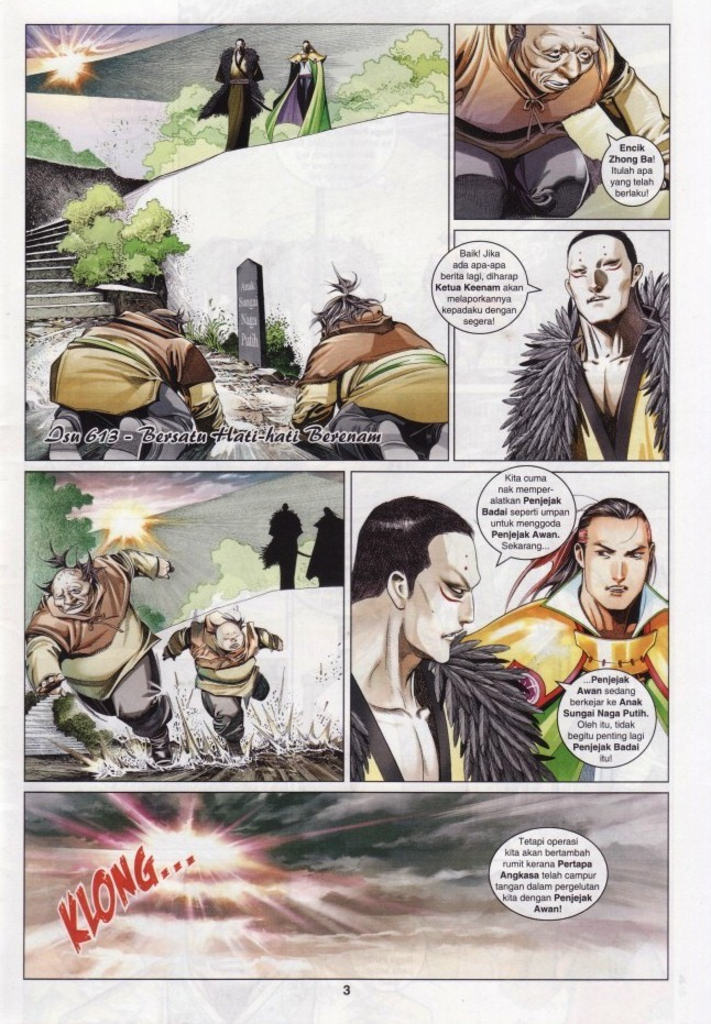 Anak
Sungai
Naga
Putih
Isu 613 - Bersatu Hati-hati Berenam
Encik
Zhong Ba!
Itulah apa
yang telah
berlaku!
Baik! Jika
ada apa-apa
berita lagi, diharap
Ketua Keenam akan
melaporkannya
kepadaku dengan
segera!
Kita cuma
nak memper-
alatkan Penjejak
Badai seperti umpan
untuk menggoda
Penjejak Awan.
Sekarang...
...Penjejak
Awan sedang
berkejar ke Anak
Sungai Naga Putih.
Oleh itu, tidak
begitu penting lagi
Penjejak Badai
itu!
KLONG...
Tetapi operasi
kita akan bertambah
rumit kerana Pertapa
Angkasa telah campur
tangan dalam pergelutan
kita dengan Penjejak
Awan!
3